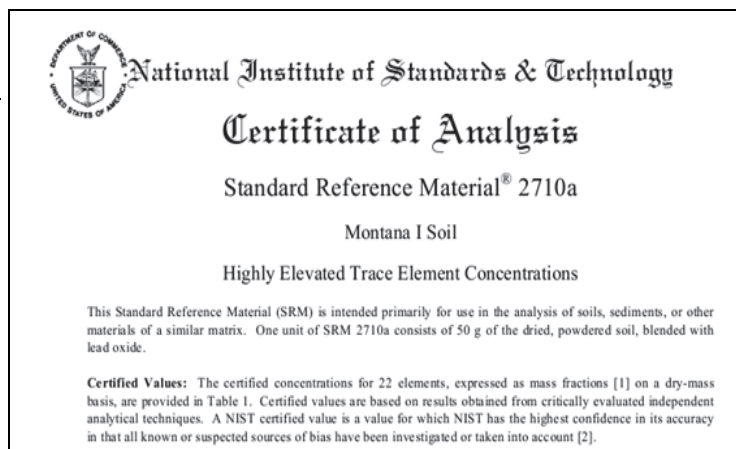 DEPARTMENT OF COMMERCE
UNITED STATES OF AMERICA
National Institute of Standards & Technology
Certificate of Analysis
Standard Reference Material® 2710a
Montana I Soil
Highly Elevated Trace Element Concentrations
This Standard Reference Material (SRM) is intended primarily for use in the analysis of soils, sediments, or other
materials of a similar matrix. One unit of SRM 2710a consists of 50 g of the dried, powdered soil, blended with
lead oxide.
Certified Values: The certified concentrations for 22 elements, expressed as mass fractions [1] on a dry-mass
basis, are provided in Table 1. Certified values are based on results obtained from critically evaluated independent
analytical techniques. A NIST certified value is a value for which NIST has the highest confidence in its accuracy
in that all known or suspected sources of bias have been investigated or taken into account [2].